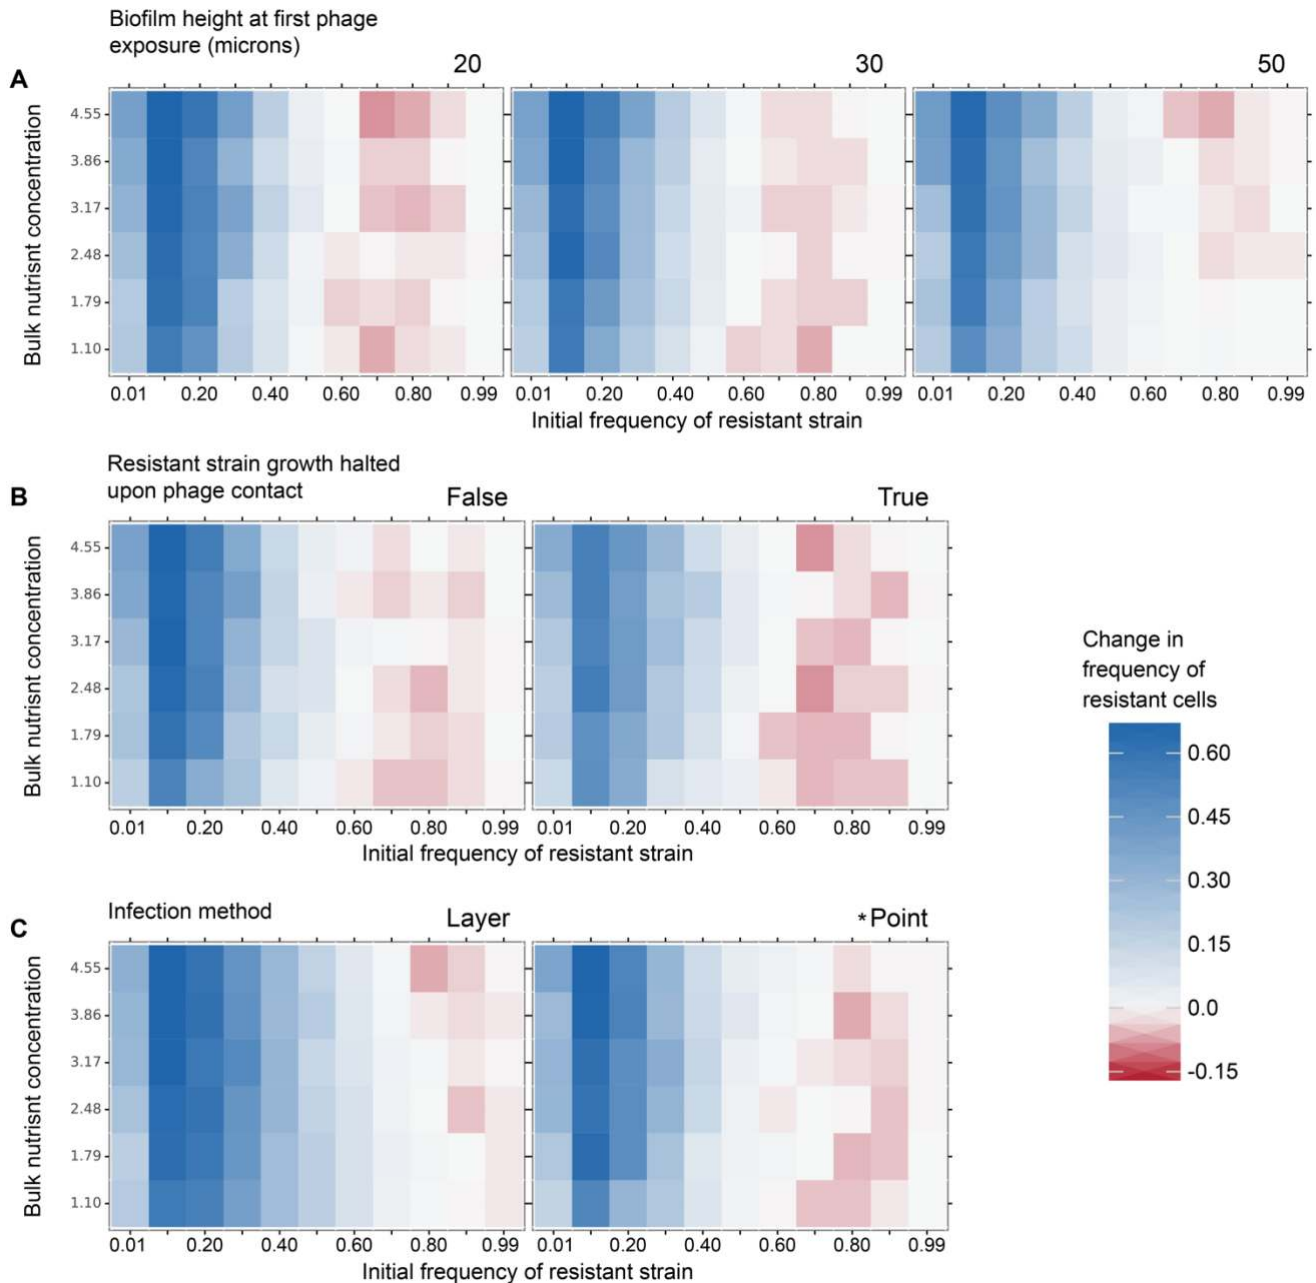 Biofilm height at first phage
exposure (microns)
20 30 50
A
Bulk nutrisnt concentration
4.55
3.86
3.17
2.48
1.79
1.10
0.01 0.20 0.40 0.60 0.80 0.99 0.01 0.20 0.40 0.60 0.80 0.99 0.01 0.20 0.40 0.60 0.80 0.99
Initial frequency of resistant strain
Resistant strain growth halted
upon phage contact
False True
B
Bulk nutrisnt concentration
4.55
3.86
3.17
2.48
1.79
1.10
0.01 0.20 0.40 0.60 0.80 0.99 0.01 0.20 0.40 0.60 0.80 0.99
Initial frequency of resistant strain
Infection method
Layer *Point
C
Bulk nutrisnt concentration
4.55
3.86
3.17
2.48
1.79
1.10
0.01 0.20 0.40 0.60 0.80 0.99 0.01 0.20 0.40 0.60 0.80 0.99
Initial frequency of resistant strain
Change in
frequency of
resistant cells
0.60
0.45
0.30
0.15
0.0
-0.15